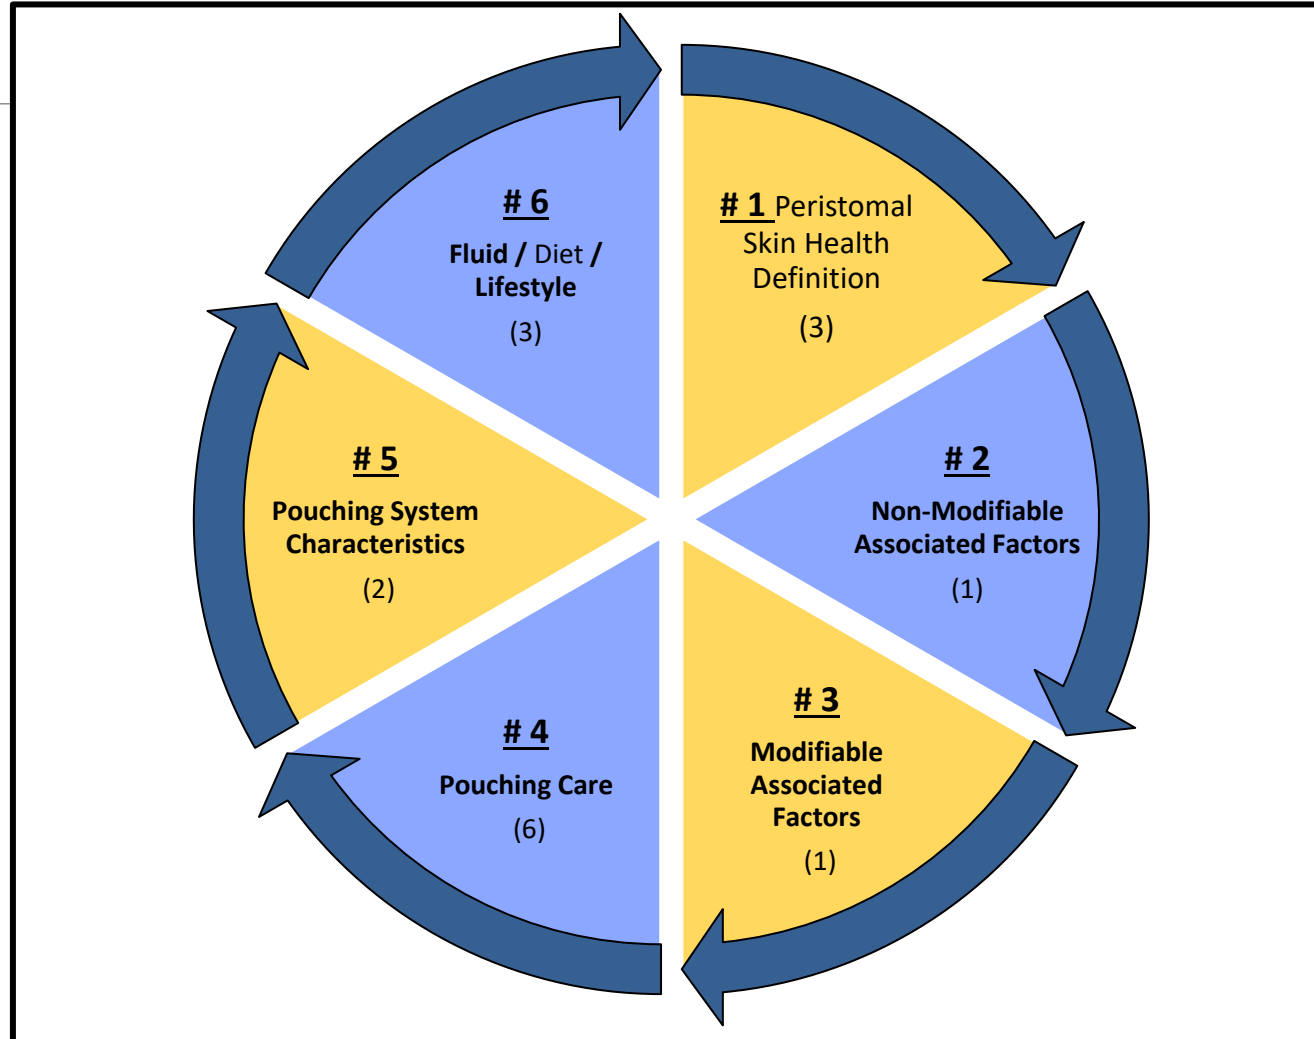 # 1 Peristomal
Skin Health
Definition
(3)
# 2
Non-Modifiable
Associated Factors
(1)
# 3
Modifiable
Associated
Factors
(1)
# 4
Pouching Care
(6)
# 5
Pouching System
Characteristics
(2)
# 6
Fluid / Diet /
Lifestyle
(3)